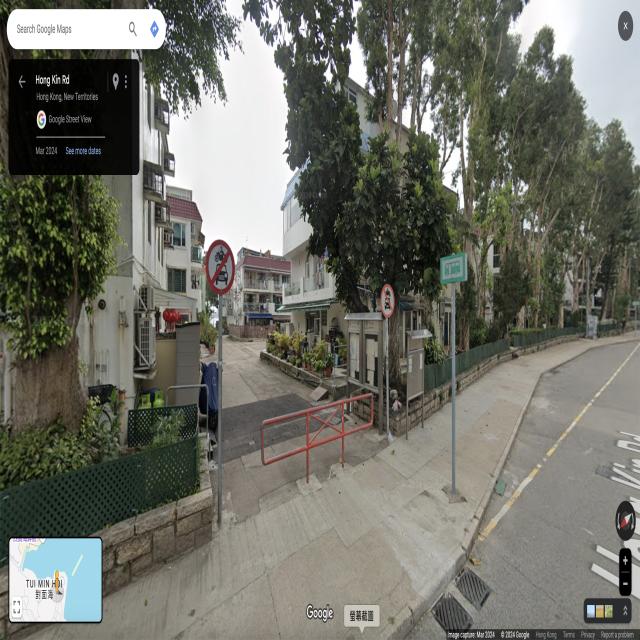 Search Google Maps
Hong Kin Rd
Hong Kong, New Territories
Google Street View
Mar 2024 See more dates
TUI MIN HOI
對面海
Google
螢幕截圖
Image capture: Mar 2024 © 2024 Google Hong Kong Terms Privacy Report a problem